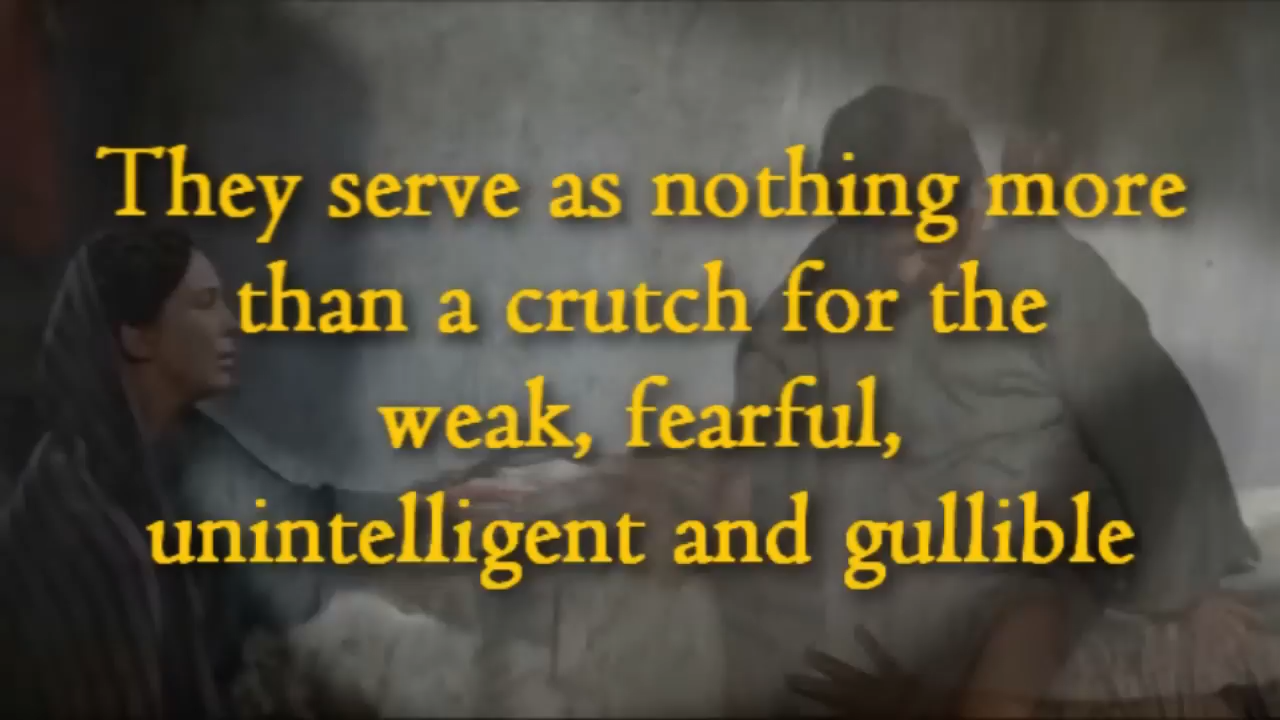 They serve as nothing more
than a crutch for the
weak, fearful,
unintelligent and gullible